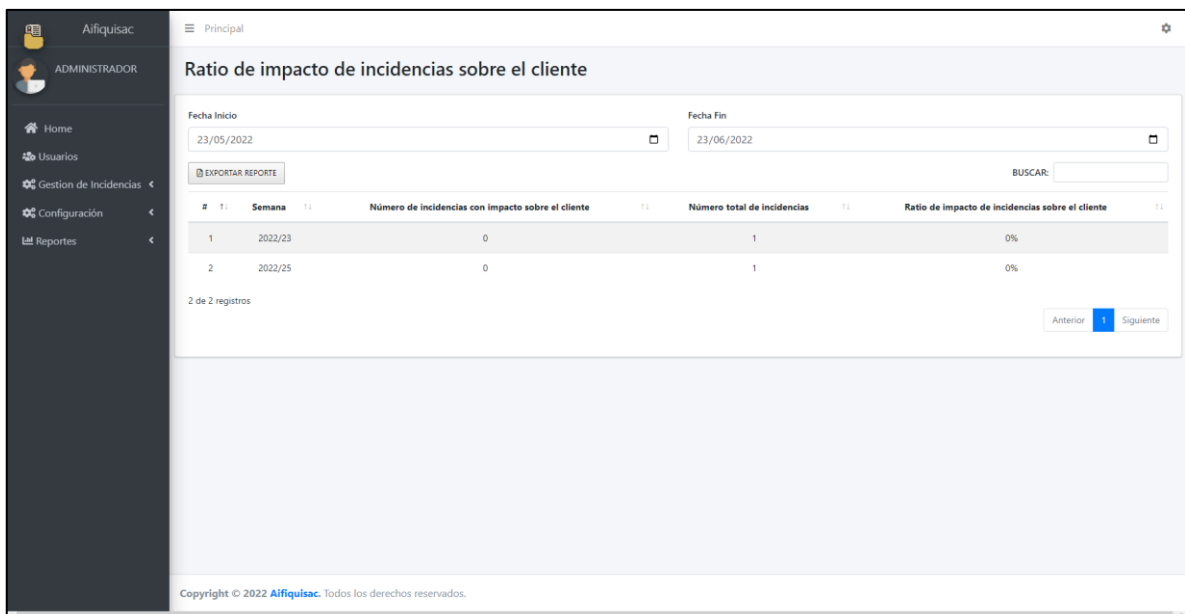 Aifiquisac
Principal
ADMINISTRADOR
Ratio de impacto de incidencias sobre el cliente
Home
Usuarios
Gestion de Incidencias
Configuración
Reportes
Fecha Inicio Fecha Fin
23/05/2022 23/06/2022
EXPORTAR REPORTE BUSCAR:
# Semana Número de incidencias con impacto sobre el cliente Número total de incidencias Ratio de impacto de incidencias sobre el cliente
1 2022/23 0 1 0%
2 2022/25 0 1 0%
2 de 2 registros
Anterior 1 Siguiente
Copyright © 2022 Aifiquisac. Todos los derechos reservados.